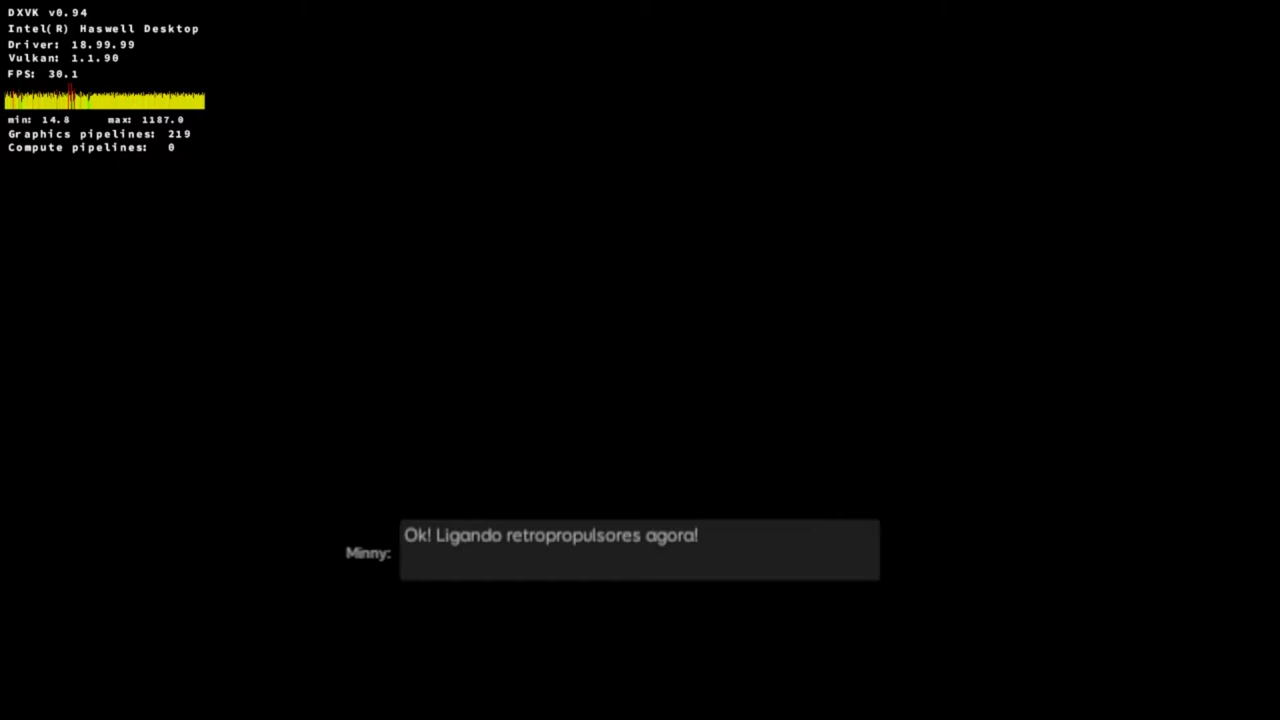 DXVK v0.94
Intel(R) Haswell Desktop
Driver: 18.99.99
Vulkan: 1.1.90
FPS: 30.1
min: 14.8 max: 1187.0
Graphics pipelines: 219
Compute pipelines: 0
Ok! Ligando retropropulsores agora!
Minny: